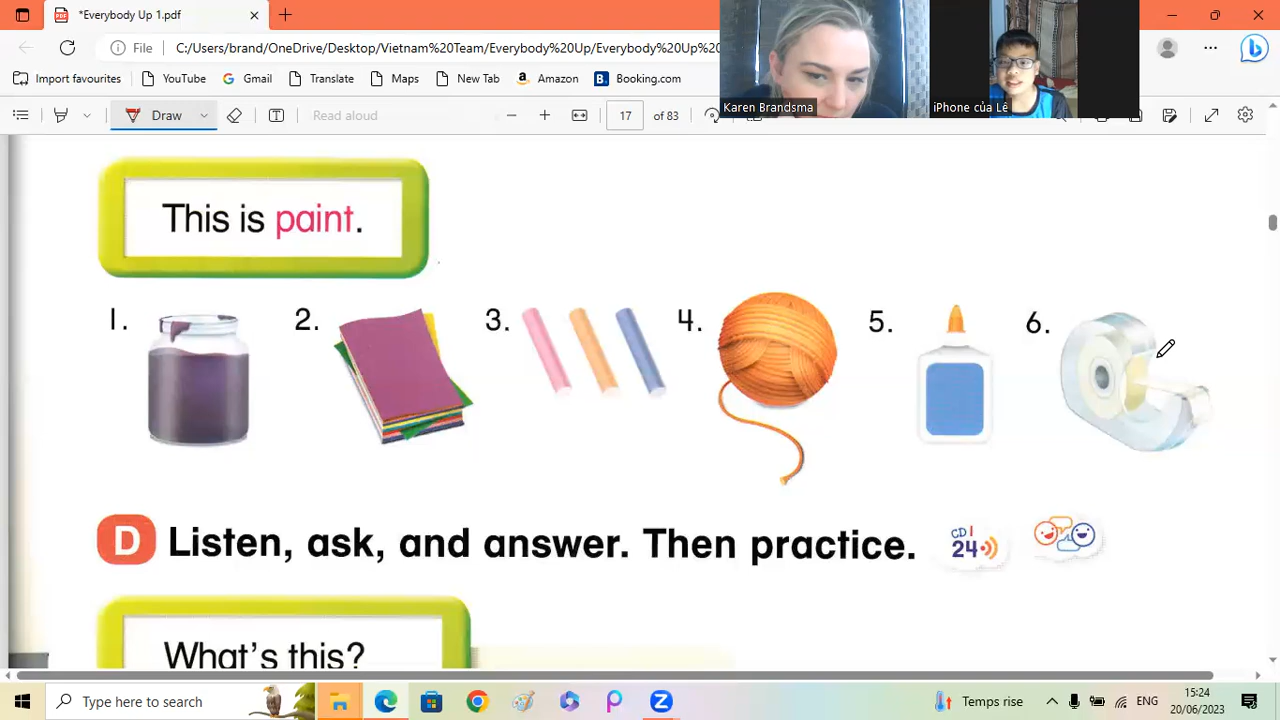 *Everybody Up 1.pdf
File C:/Users/brand/OneDrive/Desktop/Vietnam%20Team/Everybody%20Up/Everybody%20Up%20
Import favourites YouTube Gmail Translate Maps New Tab Amazon Booking.com
Draw Read aloud 17 of 83
Karen Brandsma iPhone của Lê
This is paint.
1. 2. 3. 4. 5. 6.
D Listen, ask, and answer. Then practice. CD 1
24
What's this?
Type here to search Temps rise ENG 15:24
20/06/2023